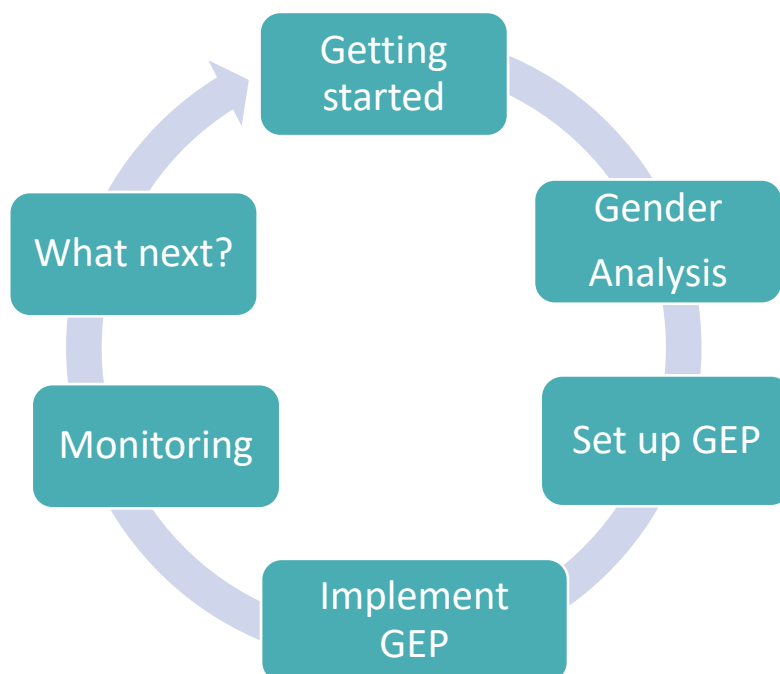 Getting
started
Gender
Analysis
Set up GEP
Implement
GEP
Monitoring
What next?